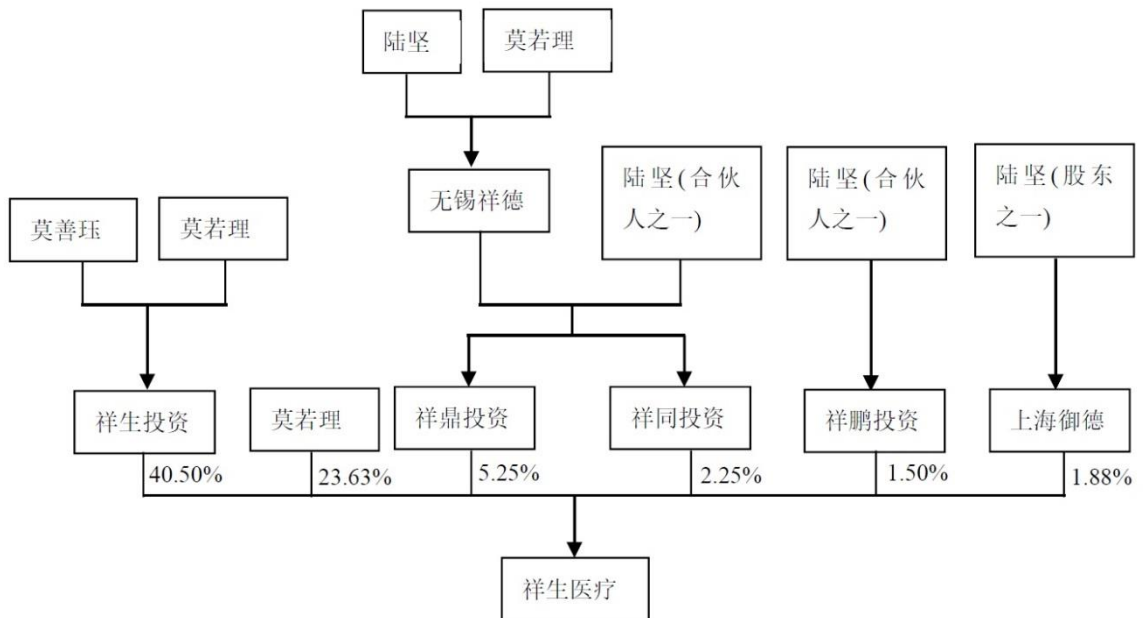 陆坚
莫若理
无锡祥德
陆坚(合伙
人之一)
陆坚(合伙
人之一)
陆坚(股东
之一)
莫善珏
莫若理
祥生投资
莫若理
祥鼎投资
祥同投资
祥鹏投资
上海御德
40.50%
23.63%
5.25%
2.25%
1.50%
1.88%
祥生医疗